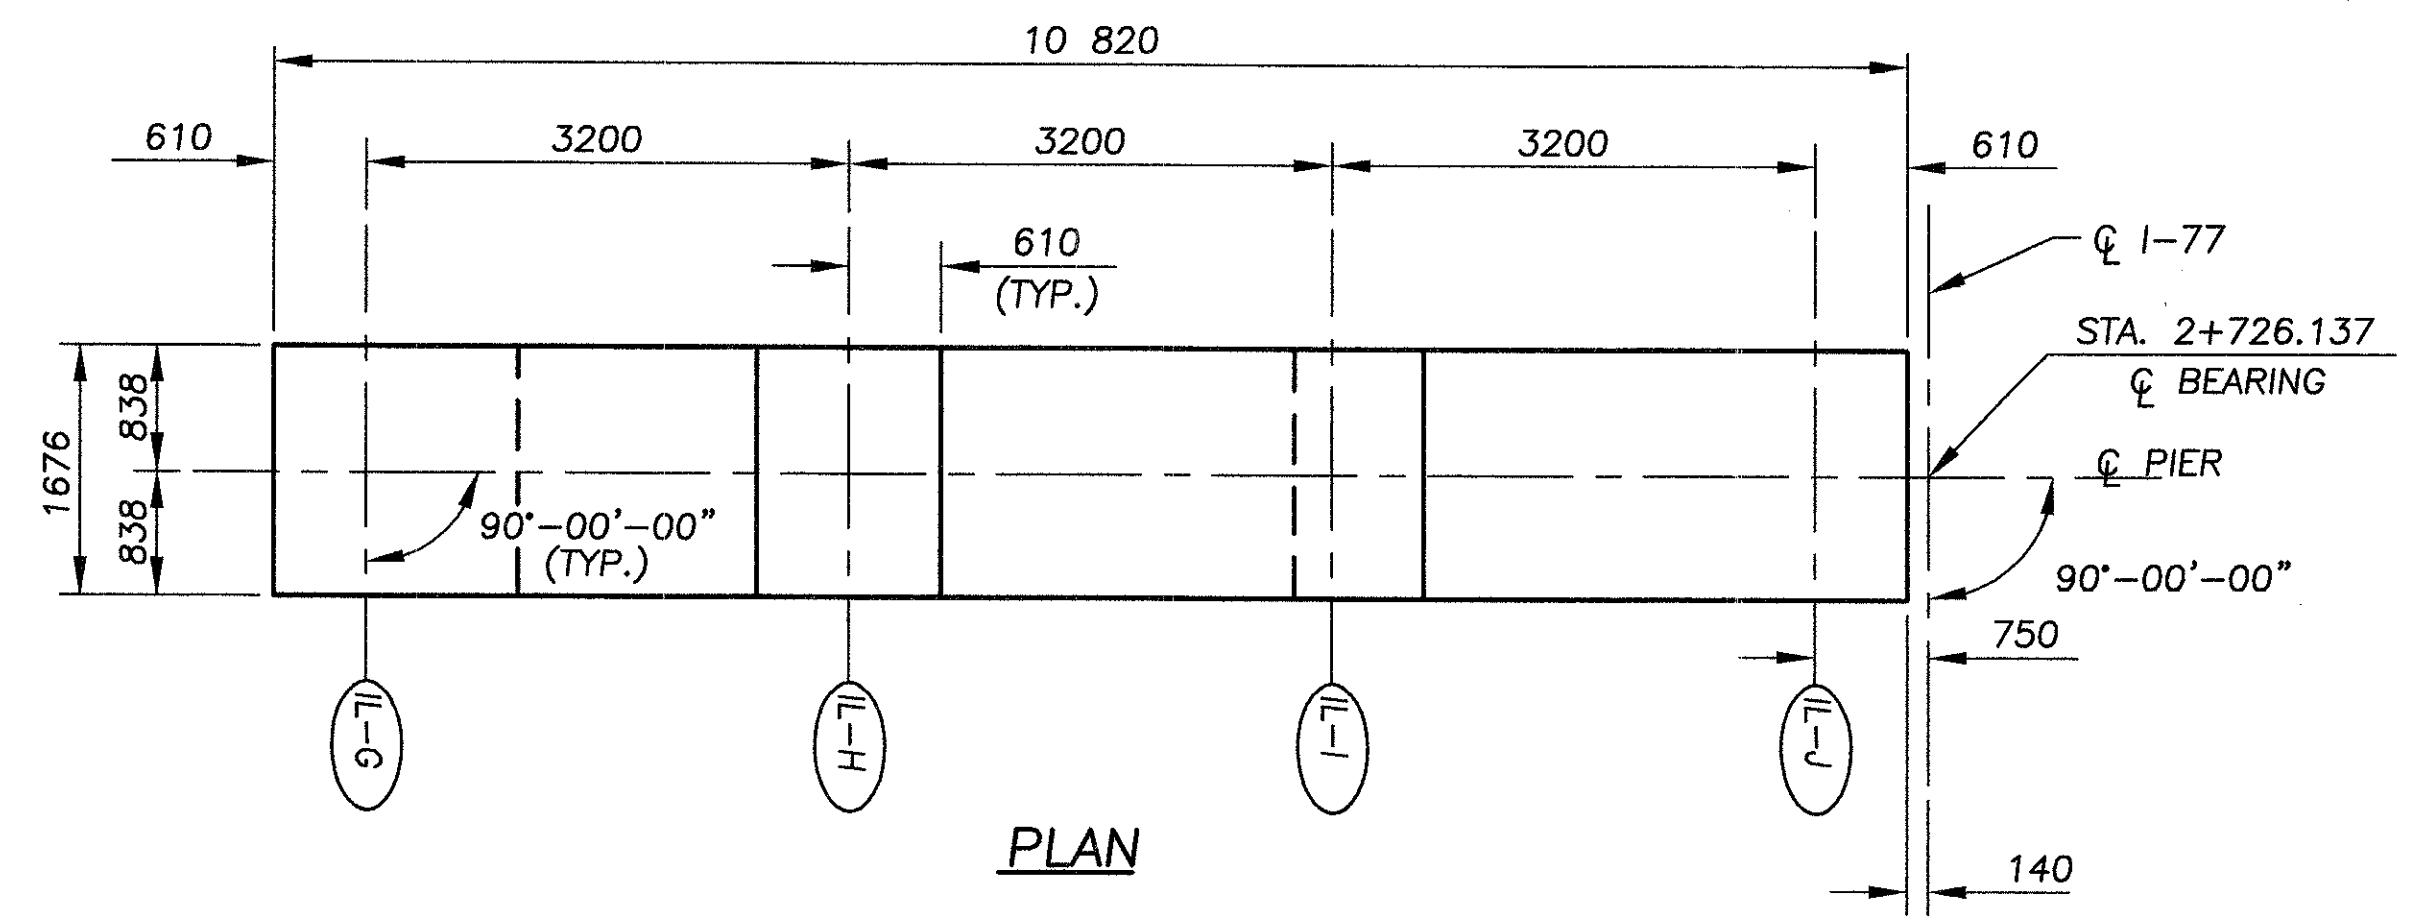 10 820
610
3200
3200
3200
610
610
(TYP.)
℄ I-77
STA. 2+726.137
℄ BEARING
℄ PIER
1676
838
838
90°-00'-00"
(TYP.)
90°-00'-00"
750
IL-G
IL-H
IL-I
IL-J
PLAN
140